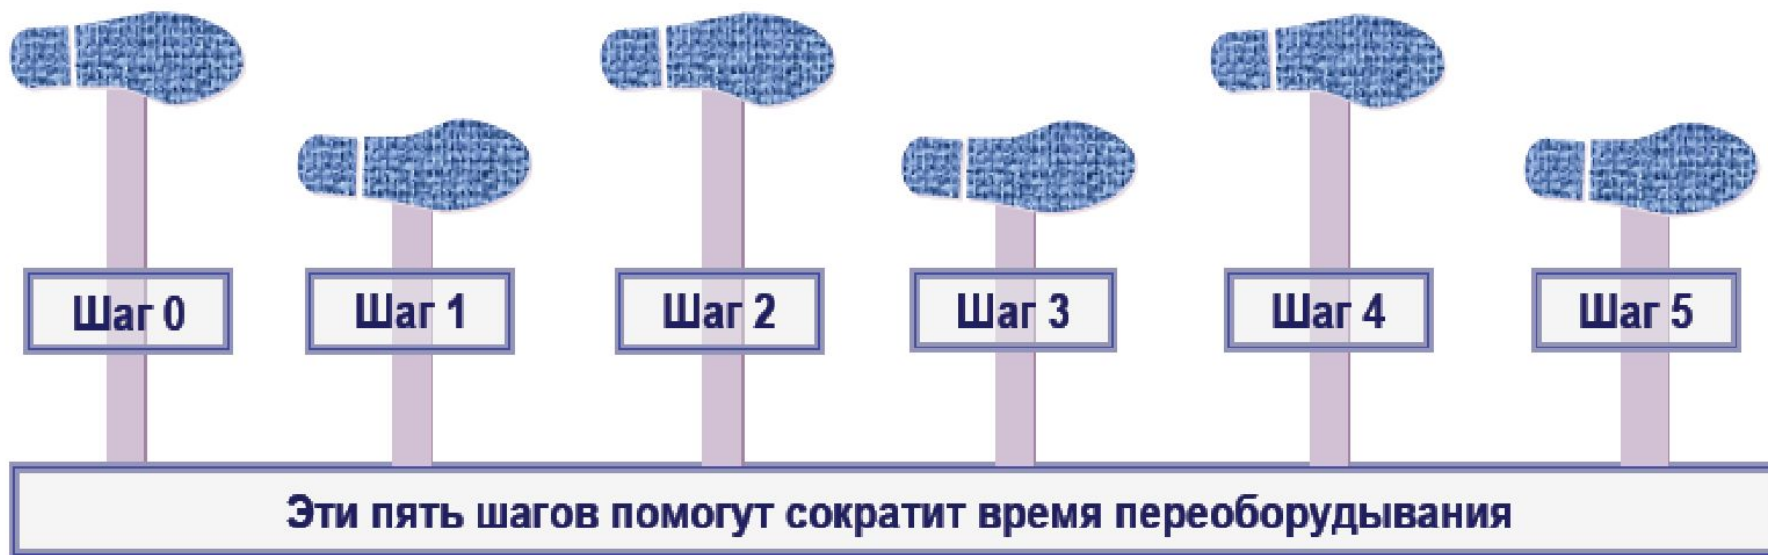 Шаг 0 Шаг 1 Шаг 2 Шаг 3 Шаг 4 Шаг 5
Эти пять шагов помогут сократит время переоборудывания